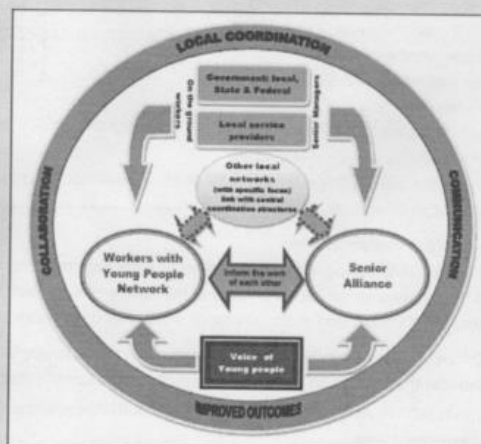 LOCAL COORDINATION
Government: local,
State & Federal
On the ground
workers
Senior Managers
Local service
providers
Other local
networks
(with specific focus)
link with central
coordination structures
COLLABORATION
COMMUNICATION
Workers with
Young People
Network
Inform the work
of each other
Senior
Alliance
Voice of
Young people
IMPROVED OUTCOMES